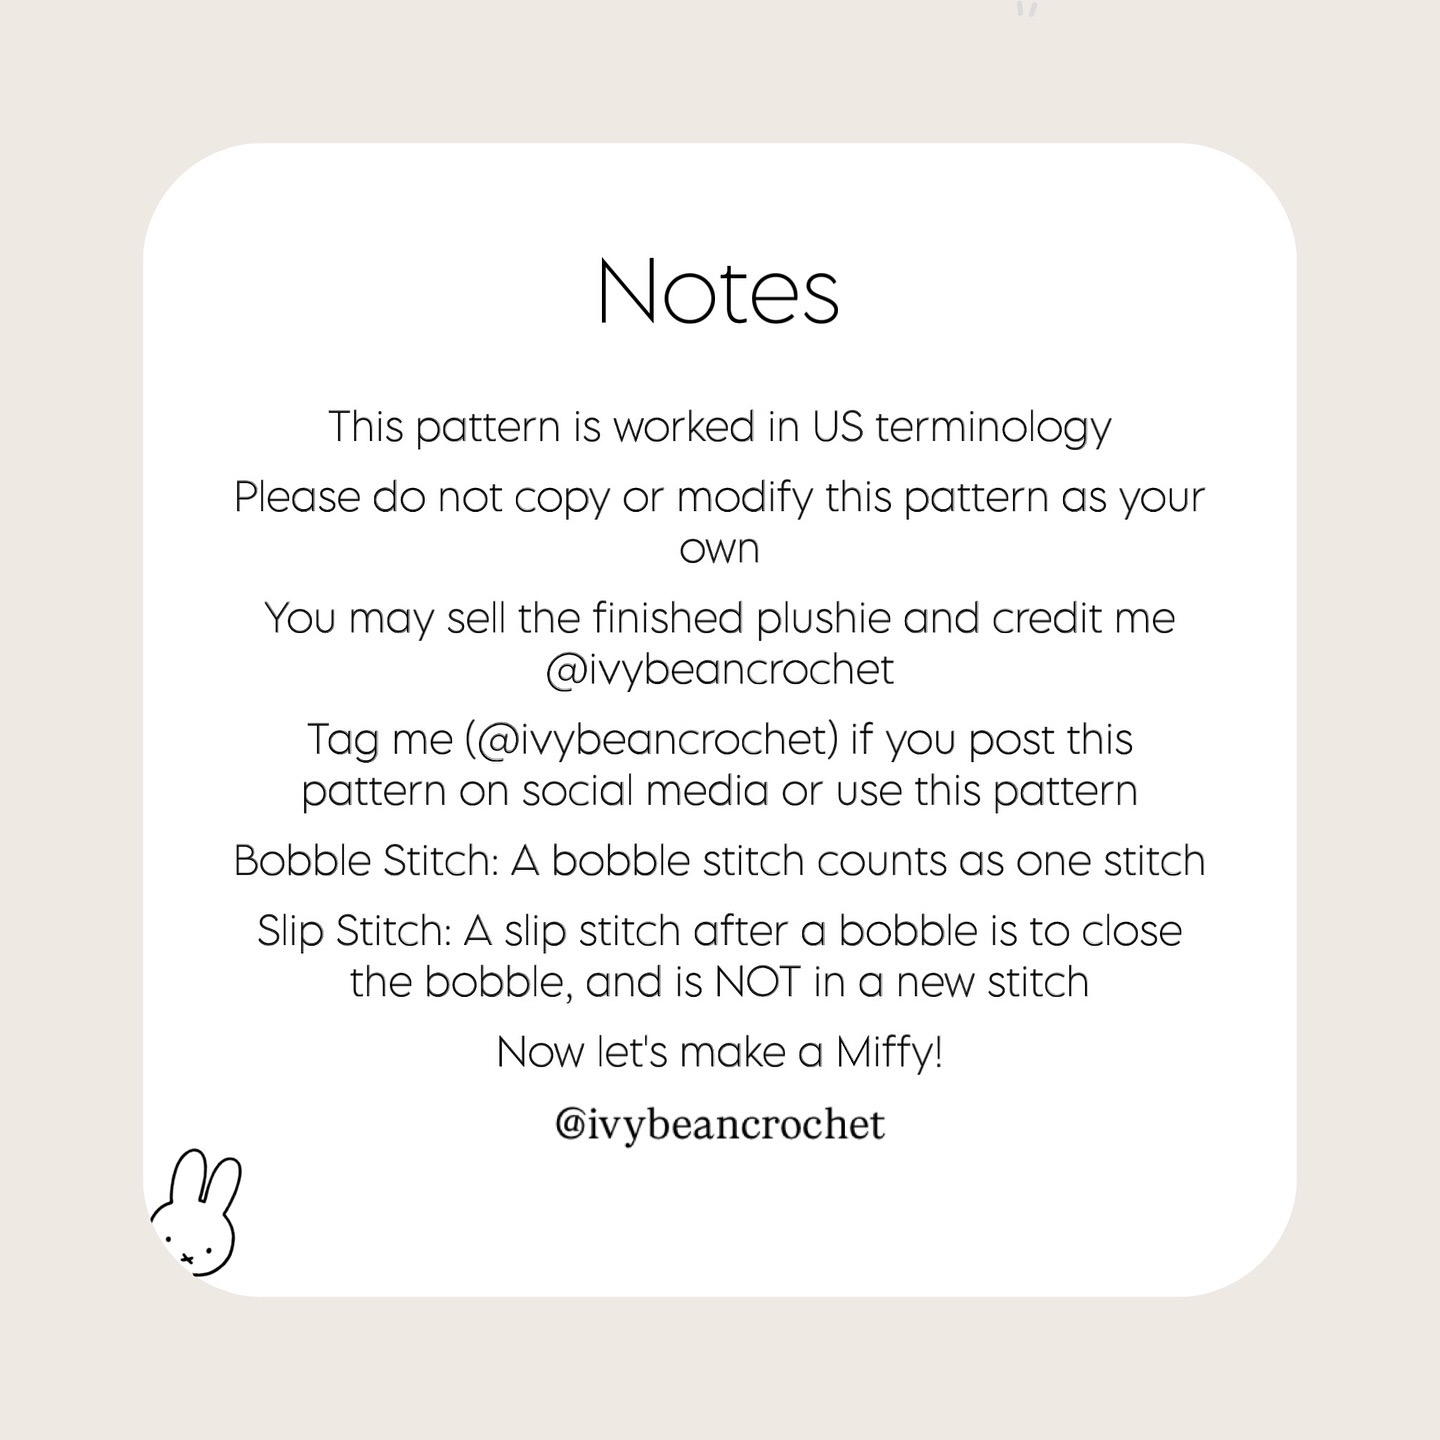 Notes
This pattern is worked in US terminology
Please do not copy or modify this pattern as your
own
You may sell the finished plushie and credit me
@ivybeancrochet
Tag me (@ivybeancrochet) if you post this
pattern on social media or use this pattern
Bobble Stitch: A bobble stitch counts as one stitch
Slip Stitch: A slip stitch after a bobble is to close
the bobble, and is NOT in a new stitch
Now let's make a Miffy!
@ivybeancrochet